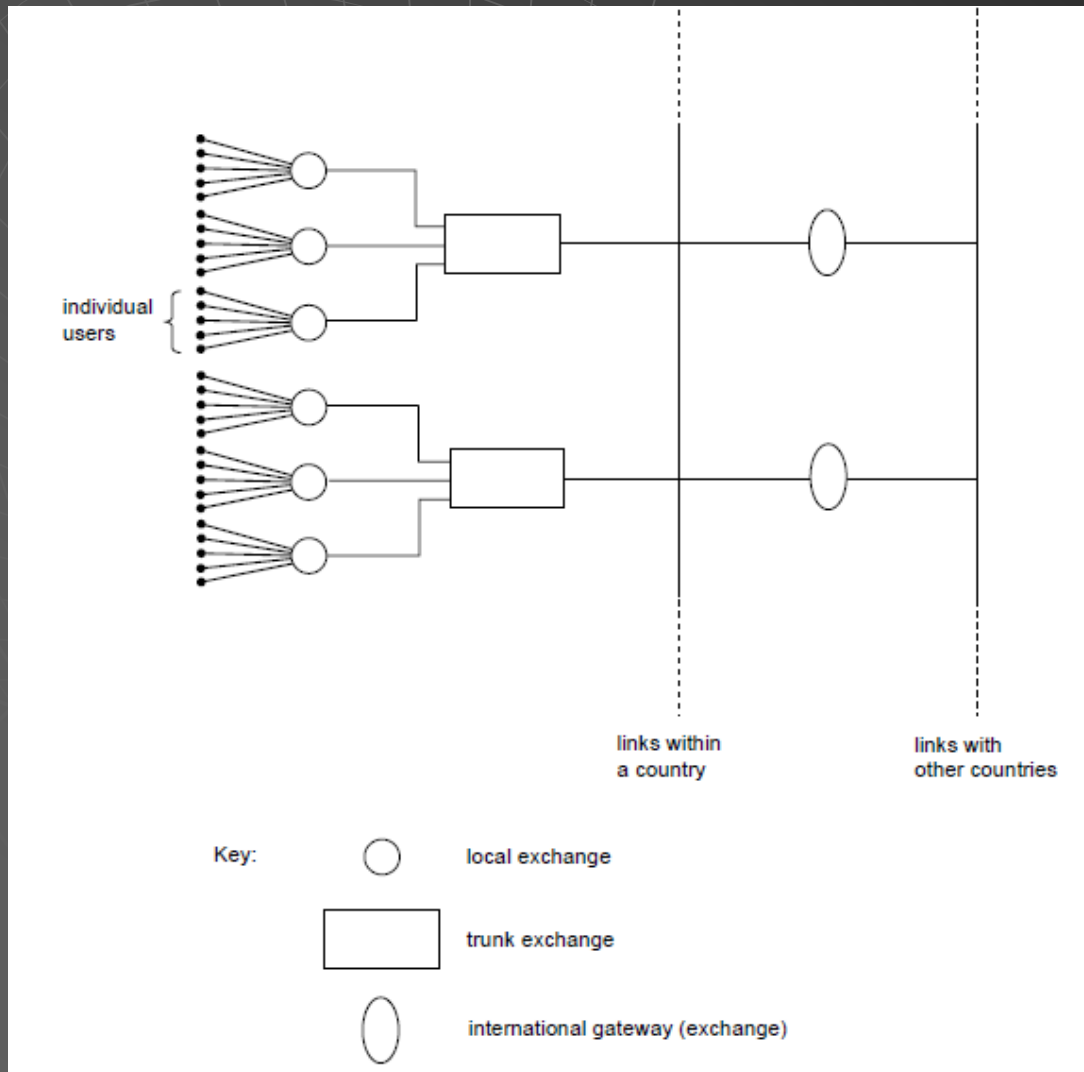 individual
users
links within
a country
links with
other countries
Key:
local exchange
trunk exchange
international gateway (exchange)